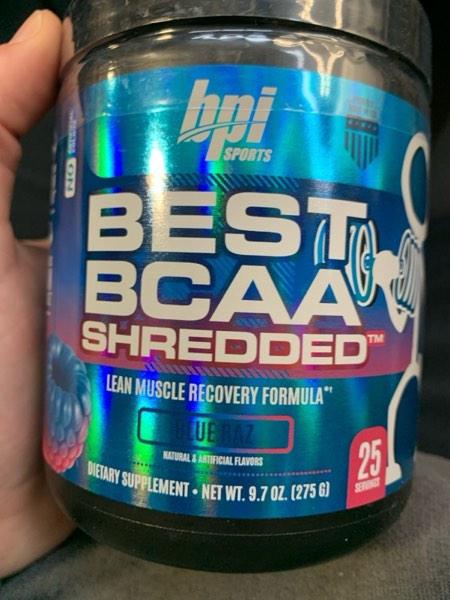 bpi
SPORTS
NO
BEST
BCAA
SHREDDED™
LEAN MUSCLE RECOVERY FORMULA*†
BLUE RAZ
NATURAL & ARTIFICIAL FLAVORS
25
SERVINGS
DIETARY SUPPLEMENT • NET WT. 9.7 OZ. (275 G)